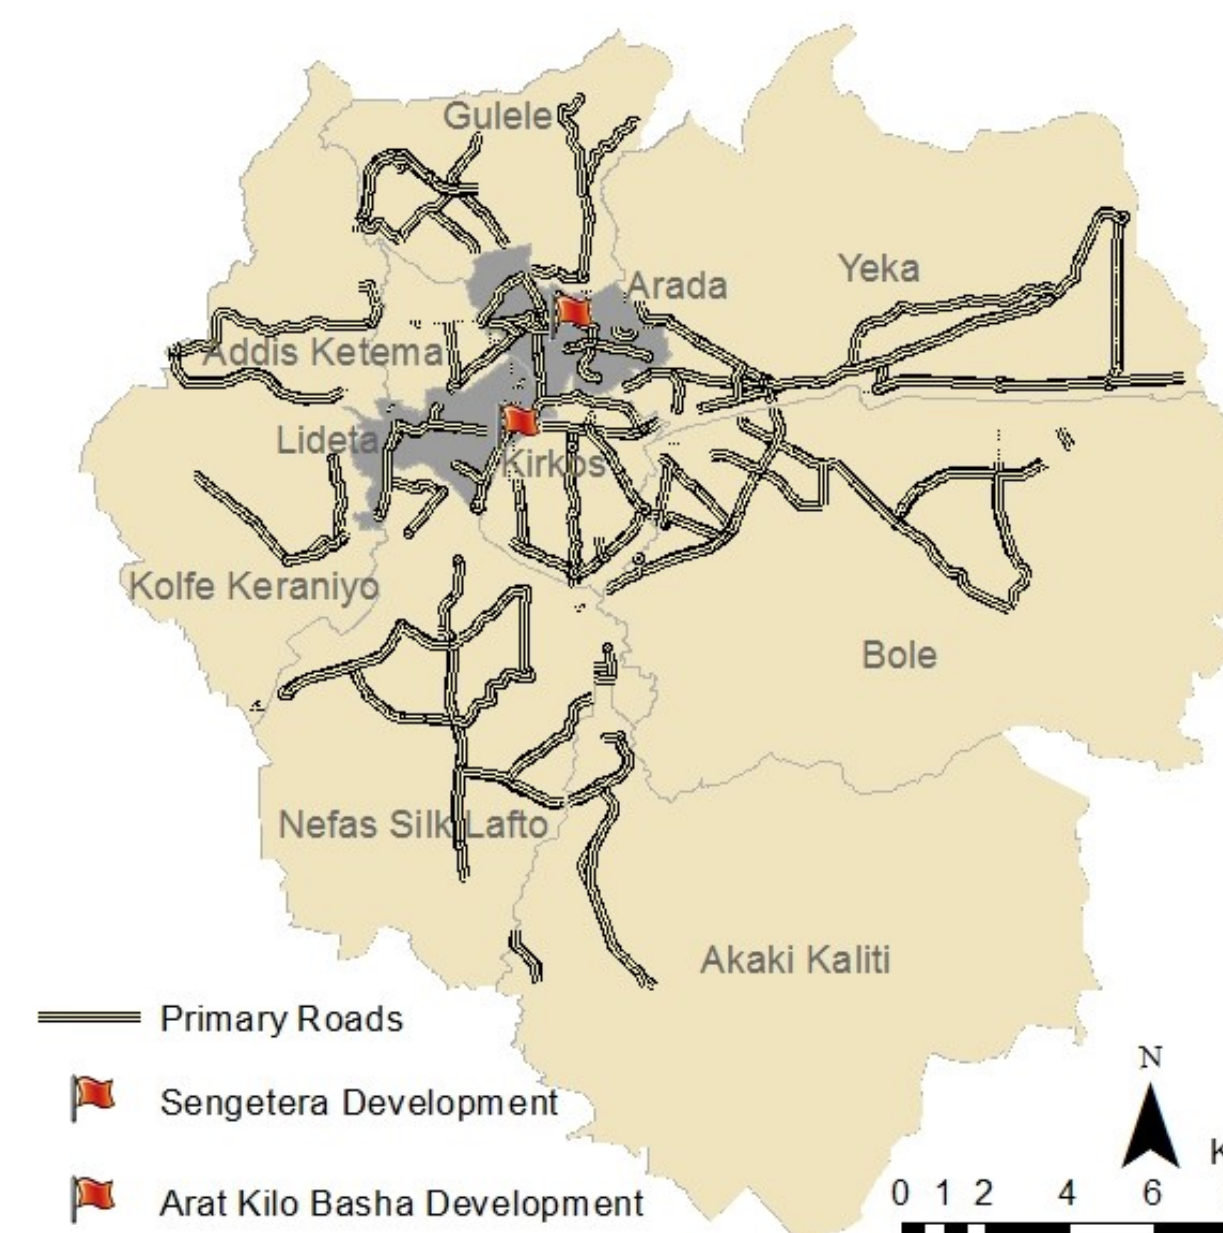 Gulele
Yeka
Arada
Addis Ketema
Lideta
Kirkos
Kolfe Keraniyo
Bole
Nefas Silk Lafto
Akaki Kaliti
Primary Roads
Sengetera Development
Arat Kilo Basha Development
N
K
0 1 2 4 6